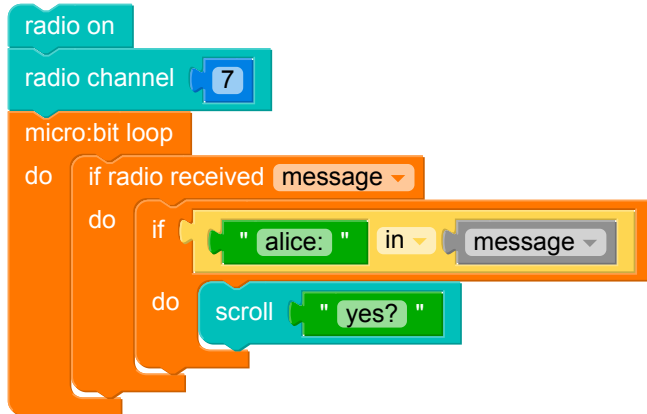 radio on
radio channel 7
micro:bit loop
do if radio received message
do if " alice: " in message
do scroll " yes? "